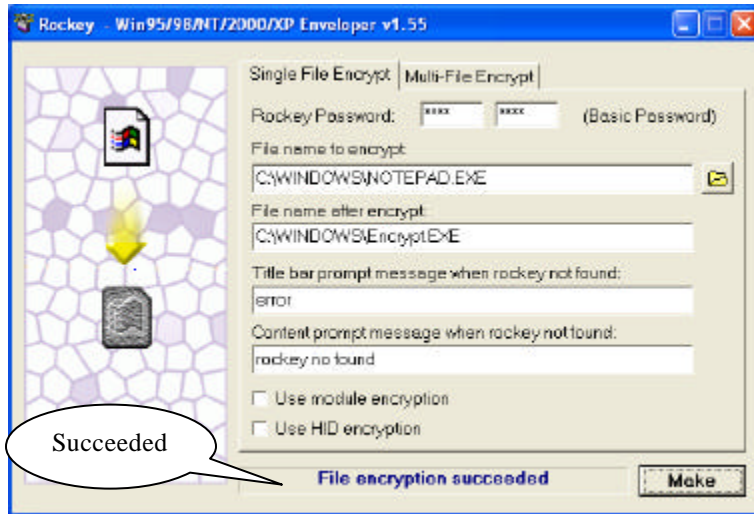 Rockey - Win95/98/NT/2000/XP Enveloper v1.55
Single File Encrypt Multi-File Encrypt
Rockey Password: **** **** (Basic Password)
File name to encrypt
C:\WINDOWS\NOTEPAD.EXE
File name after encrypt:
C:\WINDOWS\Encrypt.EXE
Title bar prompt message when rockey not found:
error
Content prompt message when rockey not found:
rockey no found
Use module encryption
Use HID encryption
Succeeded
File encryption succeeded Make